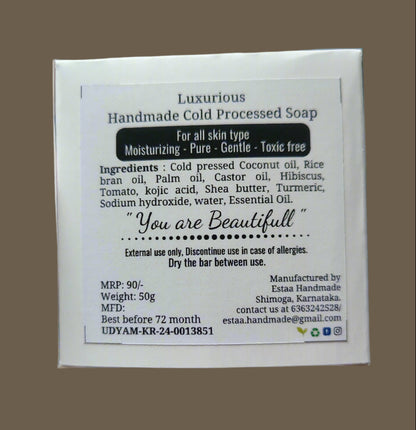 Luxurious
Handmade Cold Processed Soap
For all skin type
Moisturizing - Pure - Gentle - Toxic free
Ingredients : Cold pressed Coconut oil, Rice
bran oil, Palm oil, Castor oil, Hibiscus,
Tomato, kojic acid, Shea butter, Turmeric,
Sodium hydroxide, water, Essential Oil.
"You are Beautifull"
External use only, Discontinue use in case of allergies.
Dry the bar between use.
MRP: 90/-
Weight: 50g
MFD:
Best before 72 month
UDYAM-KR-24-0013851
Manufactured by
Estaa Handmade
Shimoga, Karnataka.
contact us at 6363242528/
estaa.handmade@gmail.com